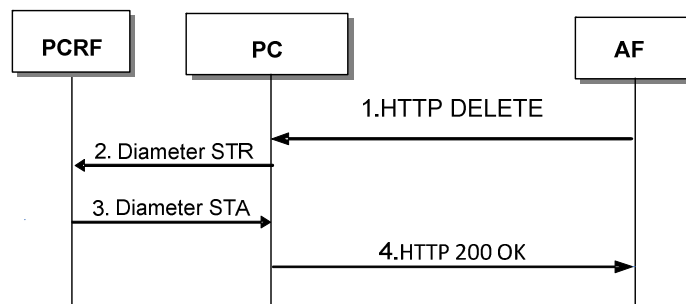 PCRF
PC
AF
1.HTTP DELETE
2. Diameter STR
3. Diameter STA
4.HTTP 200 OK